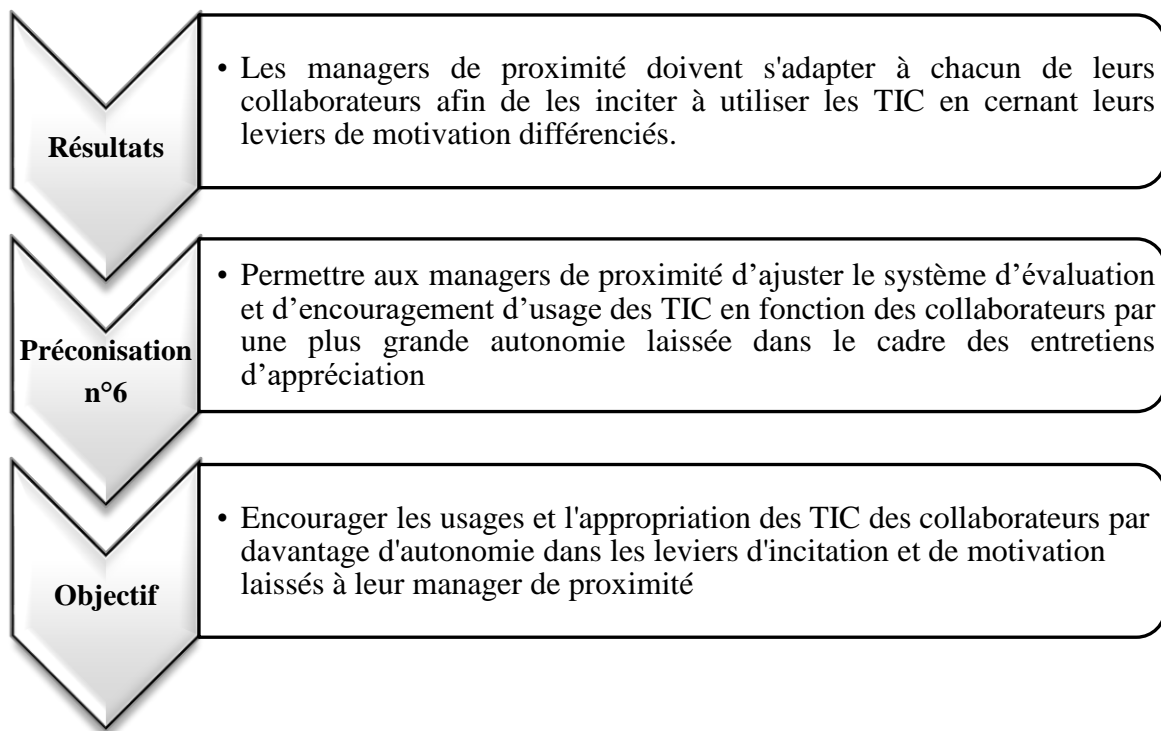 Résultats
• Les managers de proximité doivent s'adapter à chacun de leurs
collaborateurs afin de les inciter à utiliser les TIC en cernant leurs
leviers de motivation différenciés.
Préconisation
n°6
• Permettre aux managers de proximité d’ajuster le système d’évaluation
et d’encouragement d’usage des TIC en fonction des collaborateurs par
une plus grande autonomie laissée dans le cadre des entretiens
d’appréciation
Objectif
• Encourager les usages et l'appropriation des TIC des collaborateurs par
davantage d'autonomie dans les leviers d'incitation et de motivation
laissés à leur manager de proximité